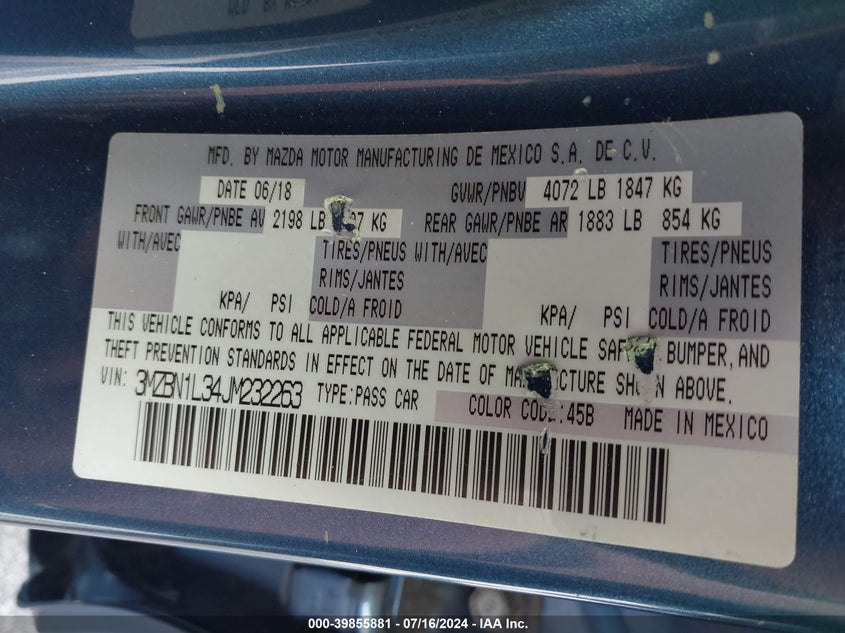 MFD. BY MAZDA MOTOR MANUFACTURING DE MEXICO S.A. DE C.V.
DATE 06/18 GVWR/PNBV 4072 LB 1847 KG
FRONT GAWR/PNBE AV 2198 LB KG REAR GAWR/PNBE AR 1883 LB 854 KG
WITH/AVEC TIRES/PNEUS WITH/AVEC TIRES/PNEUS
RIMS/JANTES RIMS/JANTES
KPA/ PSI COLD/A FROID KPA/ PSI COLD/A FROID
THIS VEHICLE CONFORMS TO ALL APPLICABLE FEDERAL MOTOR VEHICLE BUMPER, AND
THEFT PREVENTION STANDARDS IN EFFECT ON THE DATE OF ABOVE.
VIN: 3MZBN1L34JM232263 TYPE:PASS CAR COLOR CODE:45B MADE IN MEXICO
000-39855881 / 07/16/2024 - IAA Inc.